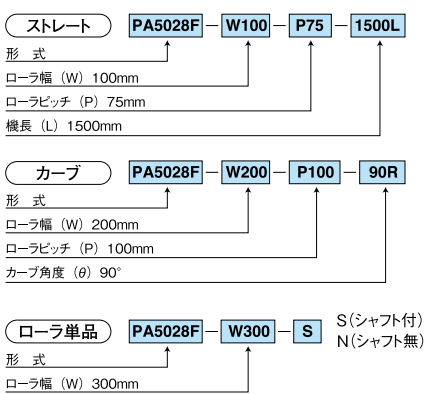 ストレート PA5028F－W100－P75－1500L
形　式
ローラ幅（W）100mm
ローラピッチ（P）75mm
機長（L）1500mm
カーブ PA5028F－W200－P100－90R
形　式
ローラ幅（W）200mm
ローラピッチ（P）100mm
カーブ角度（θ）90°
ローラ単品 PA5028F－W300－S
S（シャフト付）
N（シャフト無）
形　式
ローラ幅（W）300mm